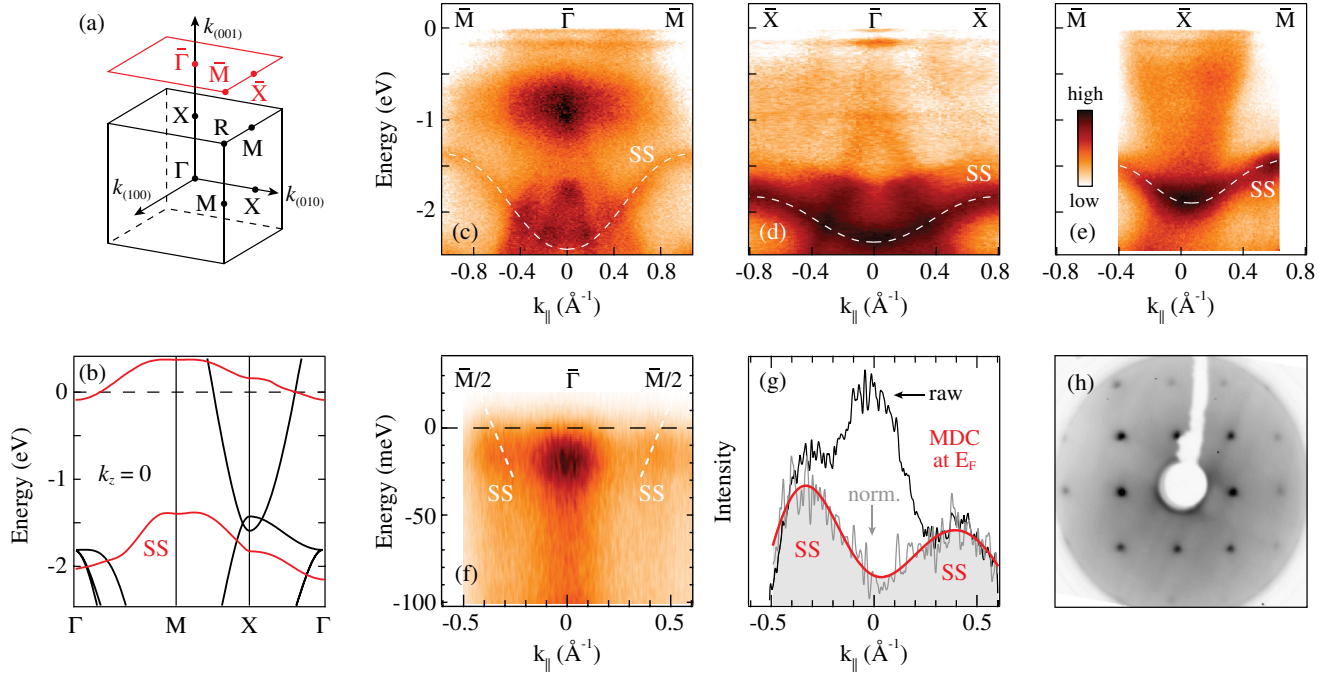 (a)
k(001)
Γ̄
M̄
X̄
X
R
M
Γ
k(100)
k(010)
M
X
M̄ Γ̄ M̄
Energy (eV)
0
-1
-2
SS
(c)
-0.8 -0.4 0 0.4 0.8
k|| (Å-1)
X̄ Γ̄ X̄
SS
(d)
-0.8 -0.4 0 0.4 0.8
k|| (Å-1)
M̄ X̄ M̄
high
low
SS
(e)
-0.8 -0.4 0 0.4 0.8
k|| (Å-1)
(b)
Energy (eV)
0
-1
-2
kz=0
SS
Γ M X Γ
M̄/2 Γ̄ M̄/2
Energy (meV)
0
-50
-100
SS SS
(f)
-0.5 0 0.5
k|| (Å-1)
(g)
Intensity
raw
MDC
at EF
norm.
SS SS
-0.5 0 0.5
k|| (Å-1)
(h)